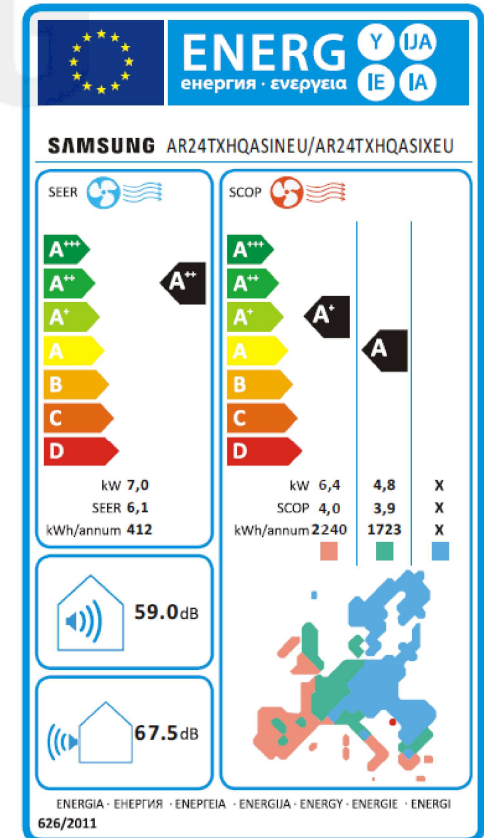 ENERG Y IJA
енергия · ενεργεια IE IA
SAMSUNG AR24TXHQASINEU/AR24TXHQASIXEU
SEER
A+++
A++
A+
A
B
C
D
A++
kW 7,0
SEER 6,1
kWh/annum 412
SCOP
A+++
A++
A+
A
B
C
D
A+
A
kW 6,4 4,8 X
SCOP 4,0 3,9 X
kWh/annum 2240 1723 X
59.0dB
67.5dB
ENERGIA · ЕНЕРГИЯ · ΕΝΕΡΓΕΙΑ · ENERGIJA · ENERGY · ENERGIE · ENERGI
626/2011